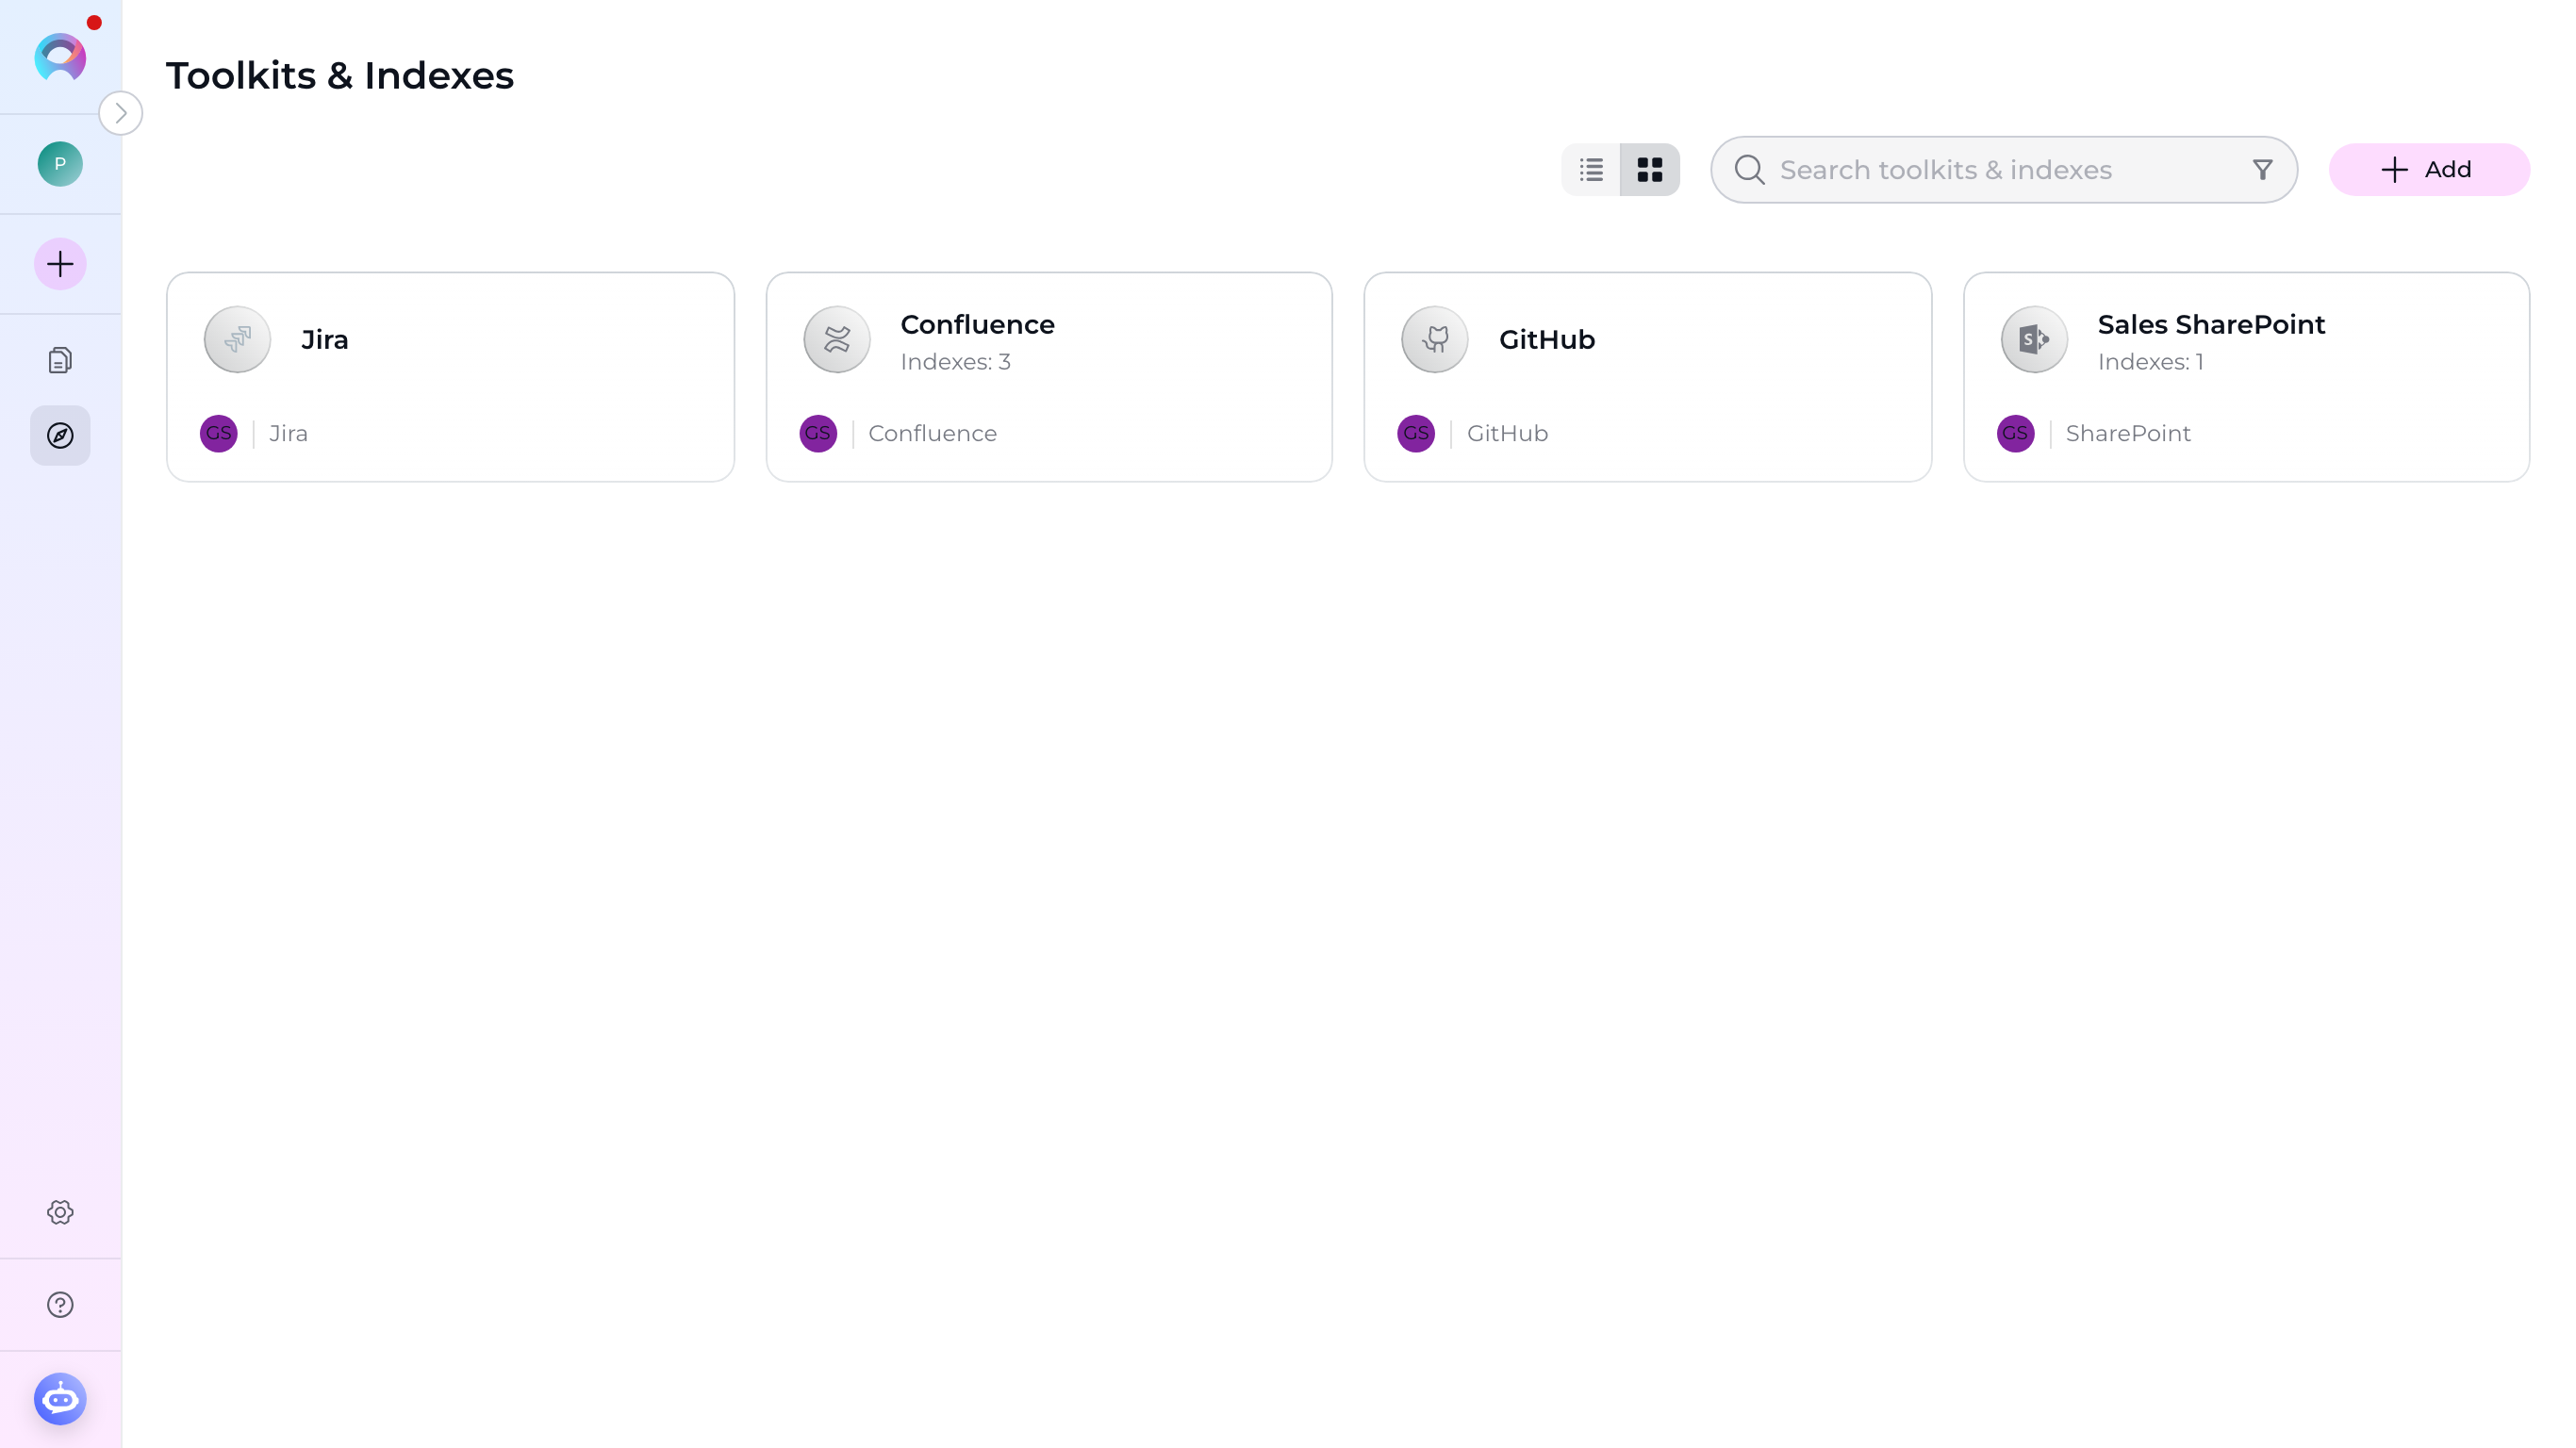 Toolkits & Indexes
P
Search toolkits & indexes
Add
Jira
GS
Jira
Confluence
Indexes: 3
GS
Confluence
GitHub
GS
GitHub
Sales SharePoint
Indexes: 1
GS
SharePoint